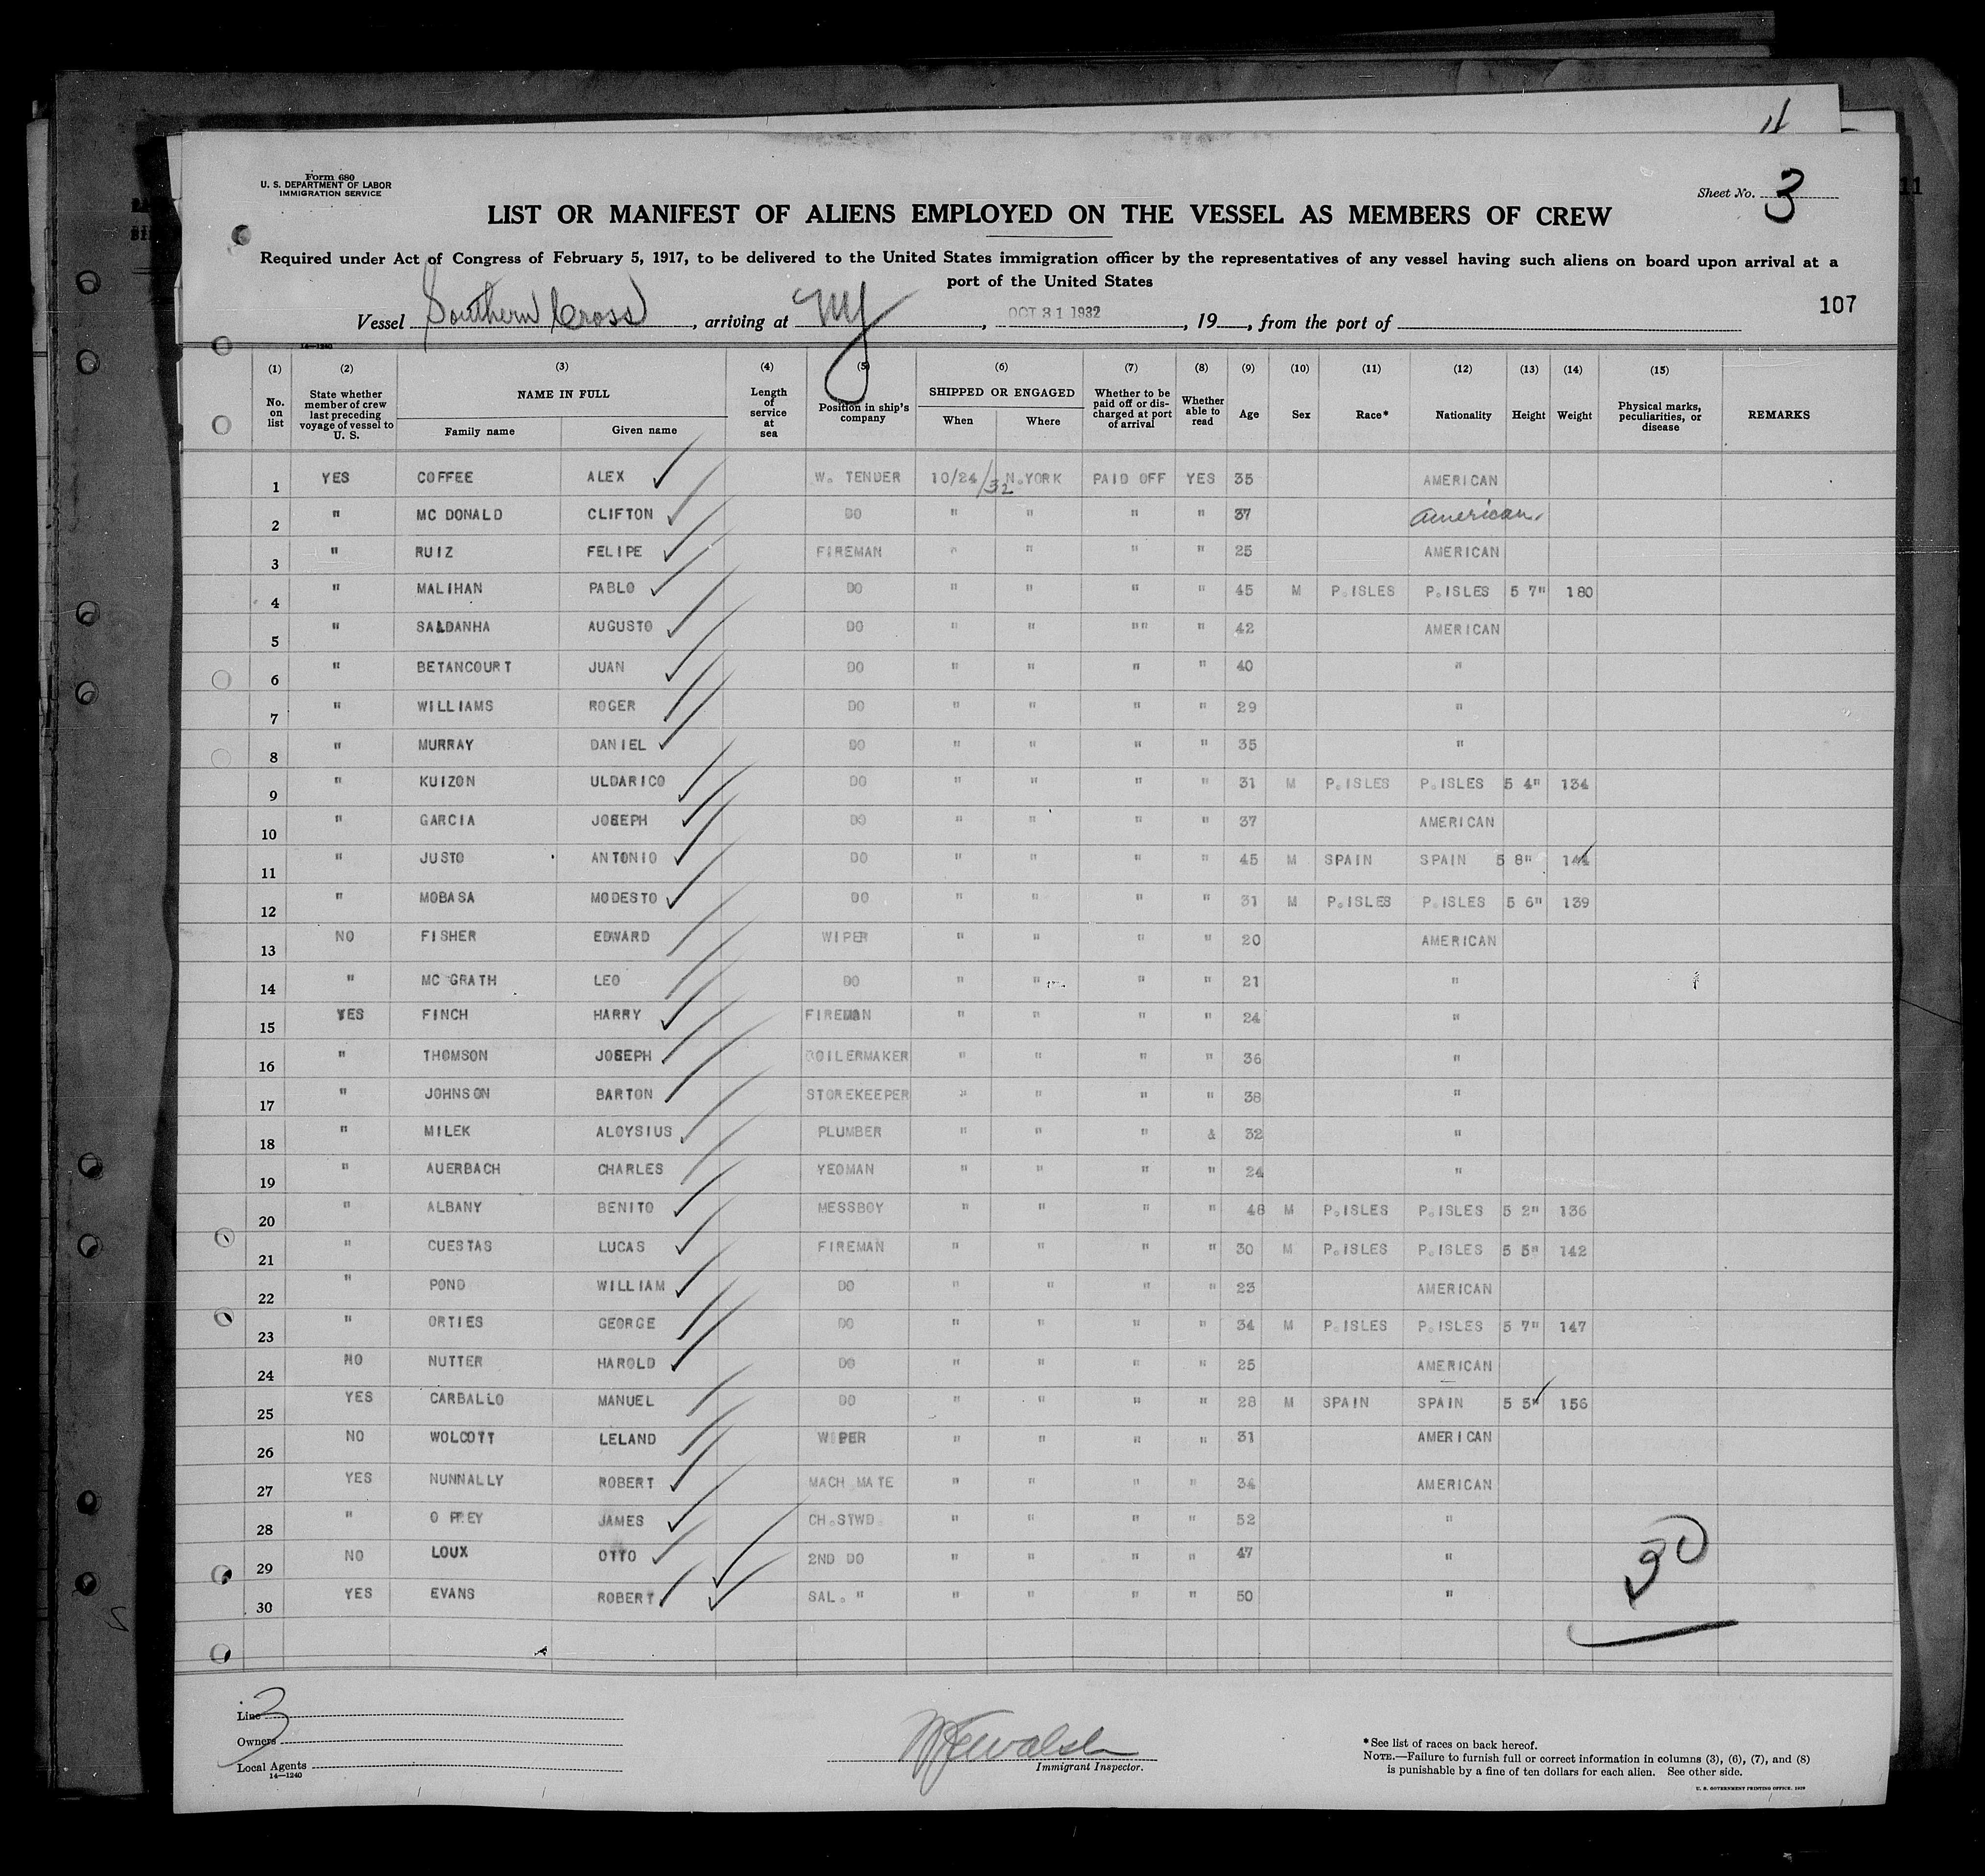 Form 680
U. S. DEPARTMENT OF LABOR
IMMIGRATION SERVICE
Sheet No. 3
11
LIST OR MANIFEST OF ALIENS EMPLOYED ON THE VESSEL AS MEMBERS OF CREW
Required under Act of Congress of February 5, 1917, to be delivered to the United States immigration officer by the representatives of any vessel having such aliens on board upon arrival at a
port of the United States
107
Vessel Southern Cross, arriving at NY, OCT 31 1932, 19, from the port of
14—1240
(1) (2) (3) (4) (5) (6) (7) (8) (9) (10) (11) (12) (13) (14) (15)
No. on list State whether member of crew last preceding voyage of vessel to U. S. NAME IN FULL Family name Given name Length of service at sea Position in ship's company SHIPPED OR ENGAGED When Where Whether to be paid off or discharged at port of arrival Whether able to read Age Sex Race* Nationality Height Weight Physical marks, peculiarities, or disease REMARKS
1 YES COFFEE ALEX W. TENDER 10/24/32 N.YORK PAID OFF YES 35 AMERICAN
2 " MC DONALD CLIFTON DO " " " " 37 American.
3 " RUIZ FELIPE FIREMAN " " " " 25 AMERICAN
4 " MALIHAN PABLO DO " " " " 45 M P.ISLES P.ISLES 5 7" 180
5 " SALDANHA AUGUSTO DO " " "" " 42 AMERICAN
6 " BETANCOURT JUAN DO " " " " 40 "
7 " WILLIAMS ROGER DO " " " " 29 "
8 " MURRAY DANIEL DO " " " " 35 "
9 " KUIZON ULDARICO DO " " " " 31 M P.ISLES P.ISLES 5 4" 134
10 " GARCIA JOSEPH DO " " " " 37 AMERICAN
11 " JUSTO ANTONIO DO " " " " 45 M SPAIN SPAIN 5 8" 144
12 " MOBASA MODESTO DO " " " " 31 M P.ISLES P.ISLES 5 6" 139
13 NO FISHER EDWARD WIPER " " " " 20 AMERICAN
14 " MC GRATH LEO DO " " " " 21 "
15 YES FINCH HARRY FIREMAN " " " " 24 "
16 " THOMSON JOSEPH BOILERMAKER " " " " 36 "
17 " JOHNSON BARTON STOREKEEPER " " " " 38 "
18 " MILEK ALOYSIUS PLUMBER " " " & 32 "
19 " AUERBACH CHARLES YEOMAN " " " " 24 "
20 " ALBANY BENITO MESSBOY " " " " 48 M P.ISLES P.ISLES 5 2" 136
21 " CUESTAS LUCAS FIREMAN " " " " 30 M P.ISLES P.ISLES 5 5" 142
22 " POND WILLIAM DO " " " " 23 AMERICAN
23 " ORTIES GEORGE DO " " " " 34 M P.ISLES P.ISLES 5 7" 147
24 NO NUTTER HAROLD DO " " " " 25 AMERICAN
25 YES CARBALLO MANUEL DO " " " " 28 M SPAIN SPAIN 5 5" 156
26 NO WOLCOTT LELAND WIPER " " " " 31 AMERICAN
27 YES NUNNALLY ROBERT MACH MATE " " " " 34 AMERICAN
28 " JAMES CH.STWD. " " " " 52 "
29 NO LOUX OTTO 2ND DO " " " " 47 "
30 YES EVANS ROBERT SAL. " " " " " 50 "
30
Line 3
Owners
Local Agents
14—1240
Immigrant Inspector.
*See list of races on back hereof.
NOTE.—Failure to furnish full or correct information in columns (3), (6), (7), and (8)
is punishable by a fine of ten dollars for each alien. See other side.
U. S. GOVERNMENT PRINTING OFFICE: 1929